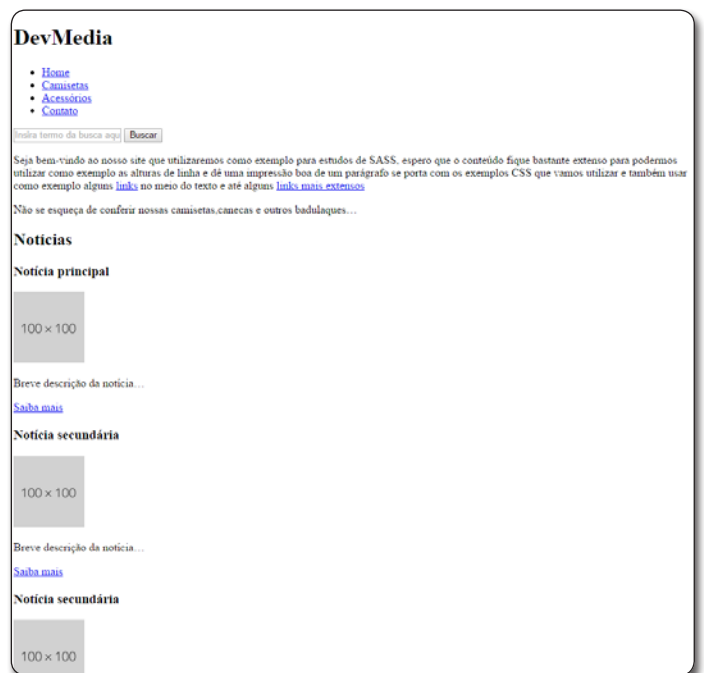 DevMedia
Home
Camisetas
Acessórios
Contato
Insira termo da busca aqui Buscar
Seja bem-vindo ao nosso site que utilizaremos como exemplo para estudos de SASS, espero que o conteúdo fique bastante extenso para podermos
utilizar como exemplo as alturas de linha e dê uma impressão boa de um parágrafo se porta com os exemplos CSS que vamos utilizar e também usar
como exemplo alguns links no meio do texto e até alguns links mais extensos
Não se esqueça de conferir nossas camisetas,canecas e outros badulaques…
Notícias
Notícia principal
100 × 100
Breve descrição da notícia…
Saiba mais
Notícia secundária
100 × 100
Breve descrição da notícia…
Saiba mais
Notícia secundária
100 × 100